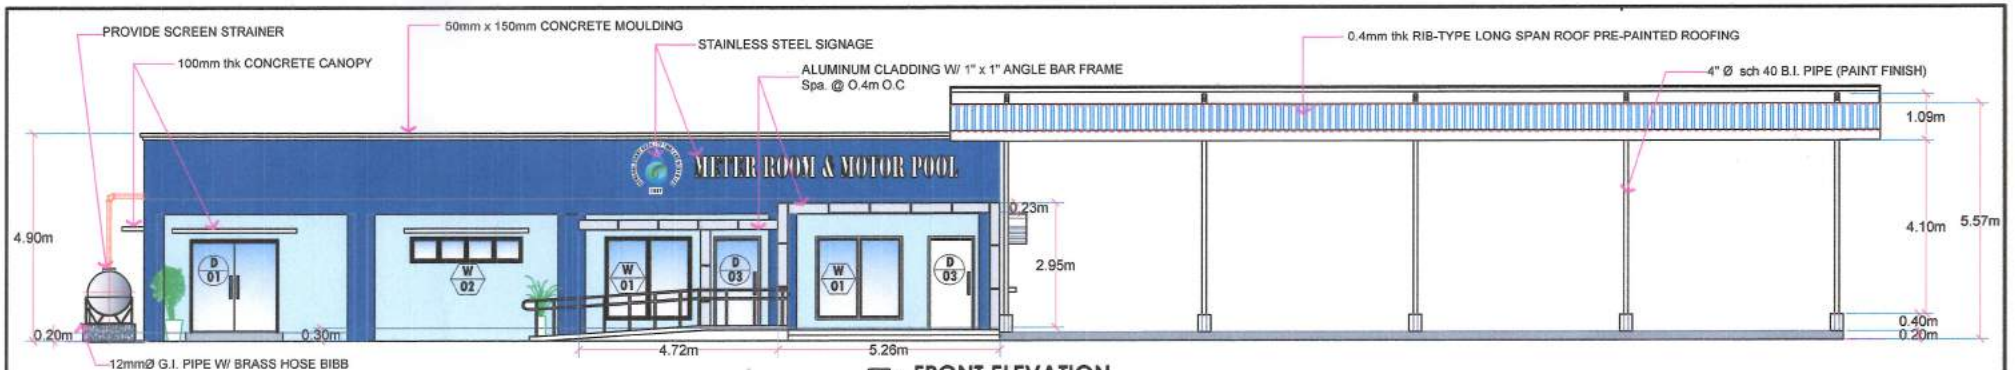 PROVIDE SCREEN STRAINER
50mm x 150mm CONCRETE MOULDING
100mm thk CONCRETE CANOPY
STAINLESS STEEL SIGNAGE
ALUMINUM CLADDING W/ 1" x 1" ANGLE BAR FRAME
Spa. @ O.4m O.C
0.4mm thk RIB-TYPE LONG SPAN ROOF PRE-PAINTED ROOFING
4" Ø sch 40 B.I. PIPE (PAINT FINISH)
1.09m
METER ROOM & MOTOR POOL
0.23m
4.90m
4.10m
5.57m
2.95m
D
01
W
02
W
01
D
03
W
01
D
03
0.20m
0.30m
0.40m
0.20m
4.72m
5.26m
12mmØ G.I. PIPE W/ BRASS HOSE BIBB
FRONT ELEVATION